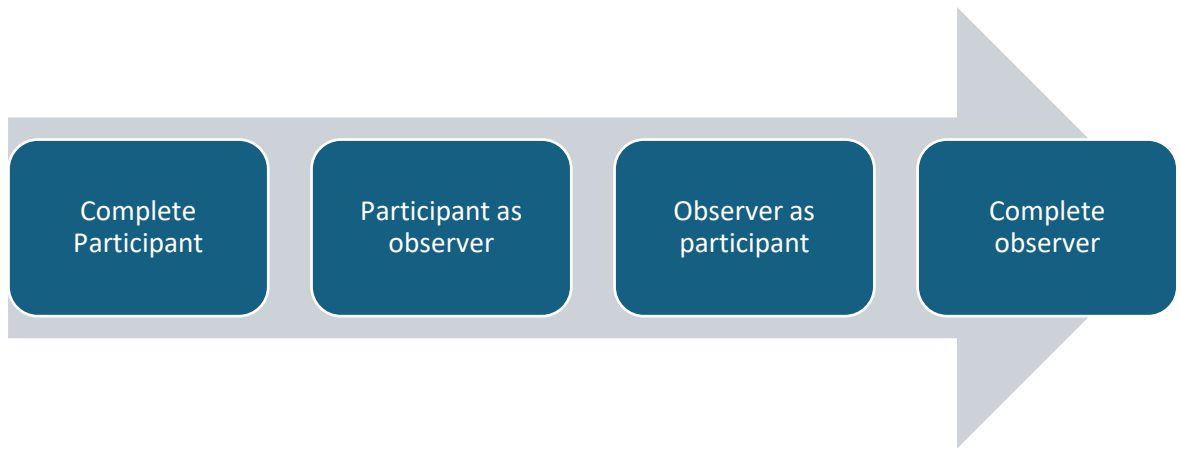 Complete
Participant
Participant as
observer
Observer as
participant
Complete
observer